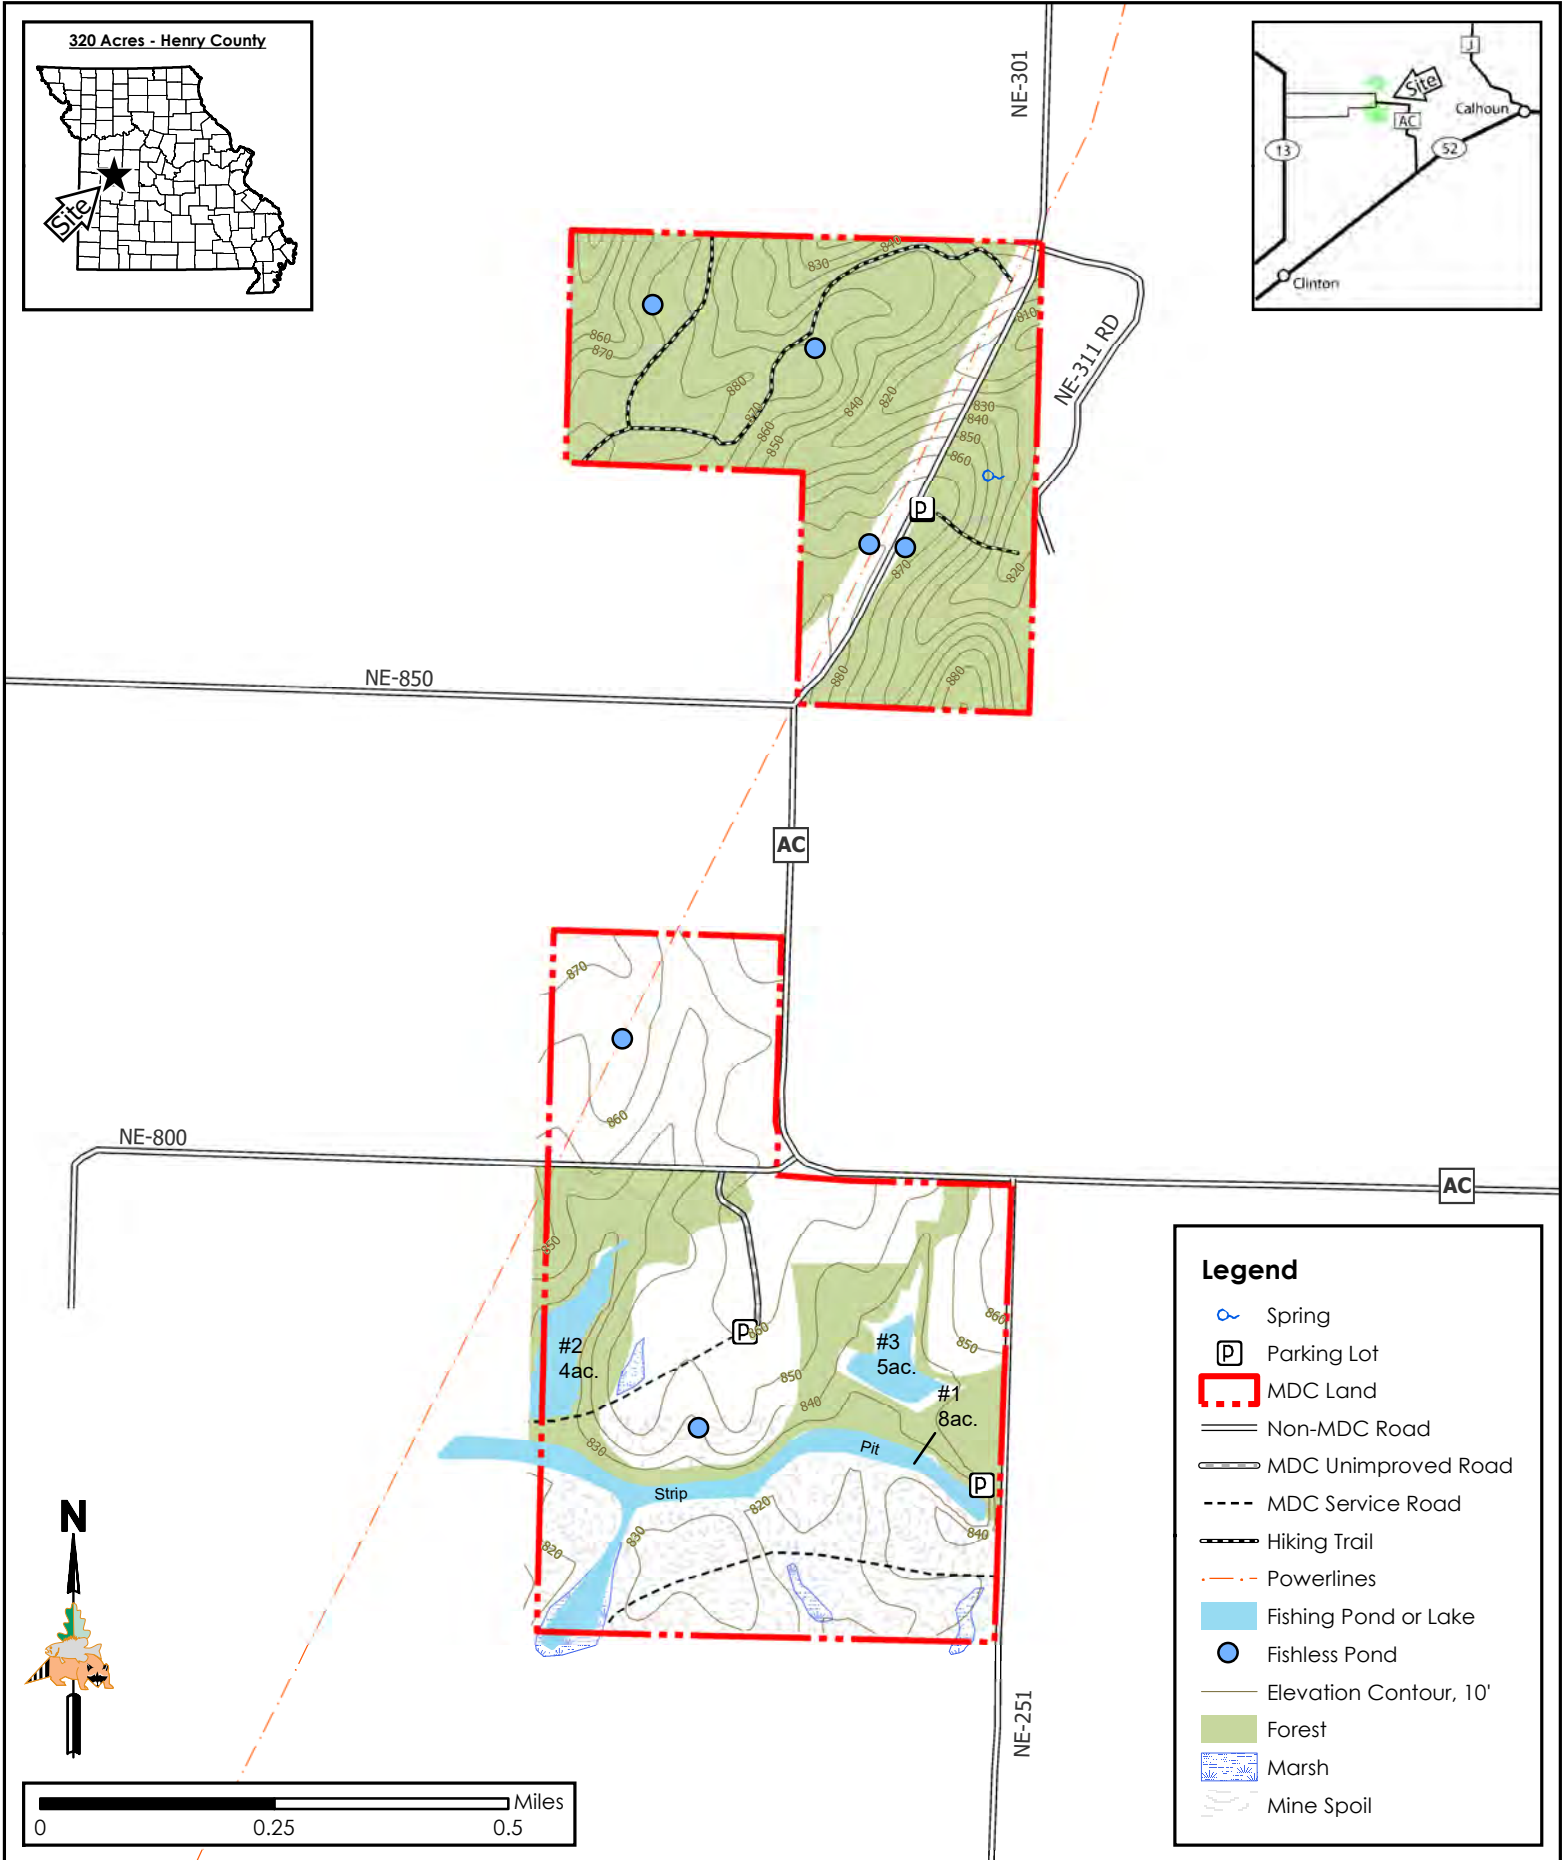 320 Acres - Henry County
Site
NE-301
J
Site
Calhoun
AC
13
52
Clinton
840
830
810
NE-311 RD
860
870
880
870
840
820
860
850
830
840
850
860
P
870
820
880
880
NE-850
AC
870
860
NE-800
AC
850
860
#2
4ac.
P
860
#3
5ac.
850
850
#1
8ac.
840
830
Pit
P
Strip
820
830
840
820
N
NE-251
Miles
0
0.25
0.5
Legend
Spring
P
Parking Lot
MDC Land
Non-MDC Road
MDC Unimproved Road
MDC Service Road
Hiking Trail
Powerlines
Fishing Pond or Lake
Fishless Pond
Elevation Contour, 10'
Forest
Marsh
Mine Spoil